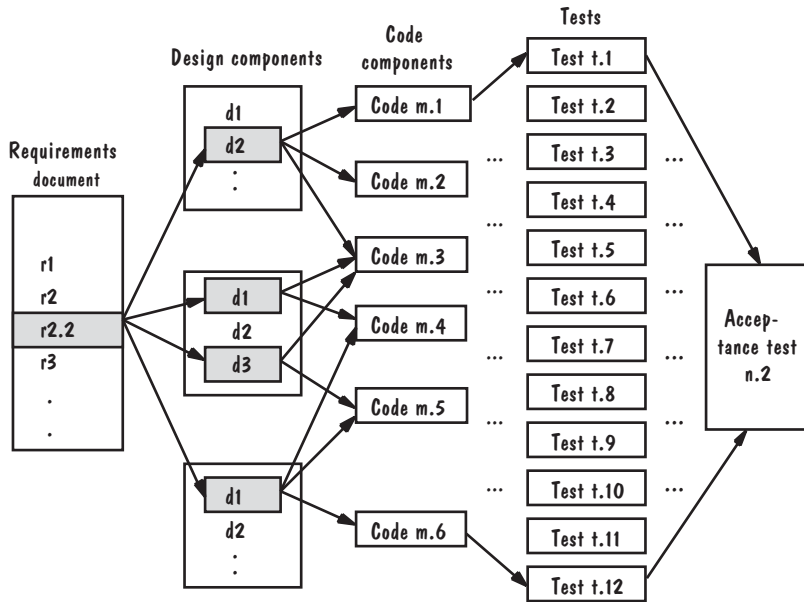 Requirements
document
r1
r2
r2.2
r3
.
.
Design components
d1
d2
:
d1
d2
d3
d1
d2
:
Code
components
Code m.1
Code m.2
Code m.3
Code m.4
Code m.5
Code m.6
...
...
...
...
...
...
Tests
Test t.1
Test t.2
Test t.3
Test t.4
Test t.5
Test t.6
Test t.7
Test t.8
Test t.9
Test t.10
Test t.11
Test t.12
...
...
...
...
...
...
Accep-
tance test
n.2